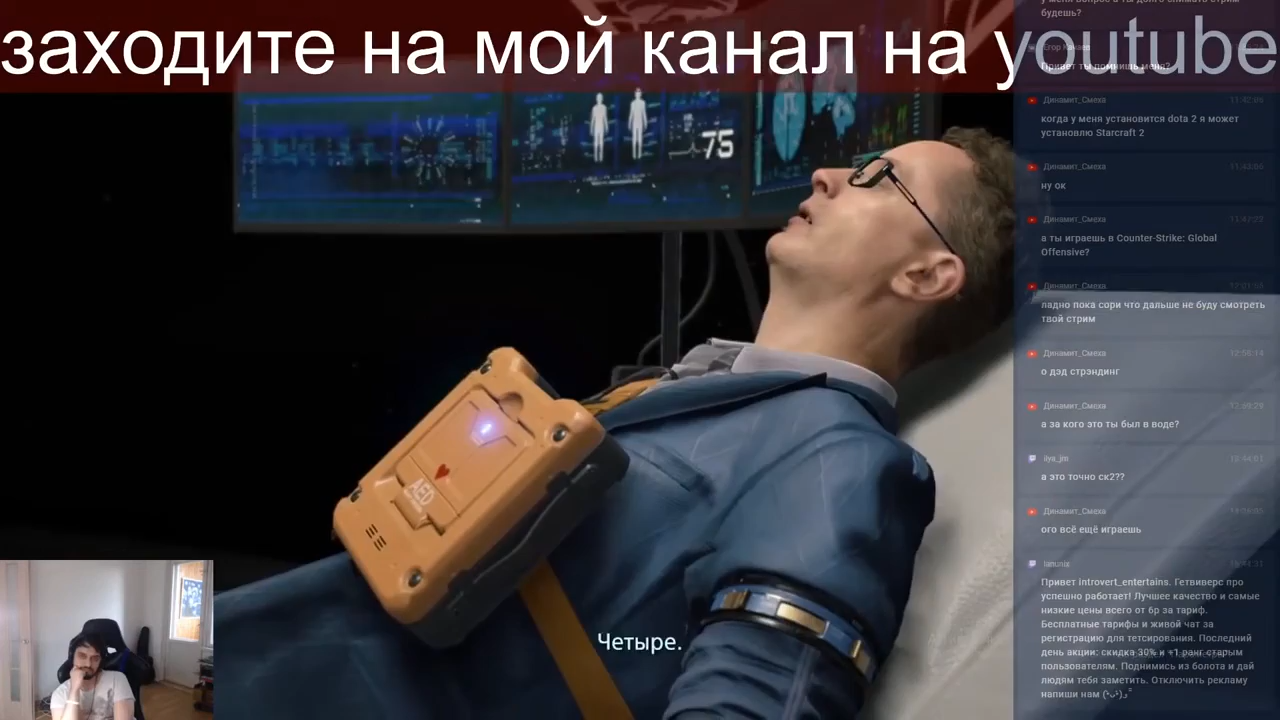 заходите на мой канал на youtube
будешь?
Егор Качаев
Привет ты помнишь меня?
Динамит_Смеха
когда у меня установится dota 2 я может
установлю Starcraft 2
Динамит_Смеха
ну ок
Динамит_Смеха
а ты играешь в Counter-Strike: Global
Offensive?
Динамит_Смеха
ладно пока сори что дальше не буду смотреть
твой стрим
Динамит_Смеха
о дэд стрэндинг
Динамит_Смеха
а за кого это ты был в воде?
ilya_jm
а это точно ск2??
Динамит_Смеха
ого всё ещё играешь
Привет introvert_entertains. Гетвиверс про
успешно работает! Лучшее качество и самые
низкие цены всего от 6р за тариф.
Бесплатные тарифы и живой чат за
регистрацию для тетсирования. Последний
день акции: скидка 30% и +1 ранг старым
пользователям. Поднимись из болота и дай
людям тебя заметить. Отключить рекламу
напиши нам
75
AED
Четыре.